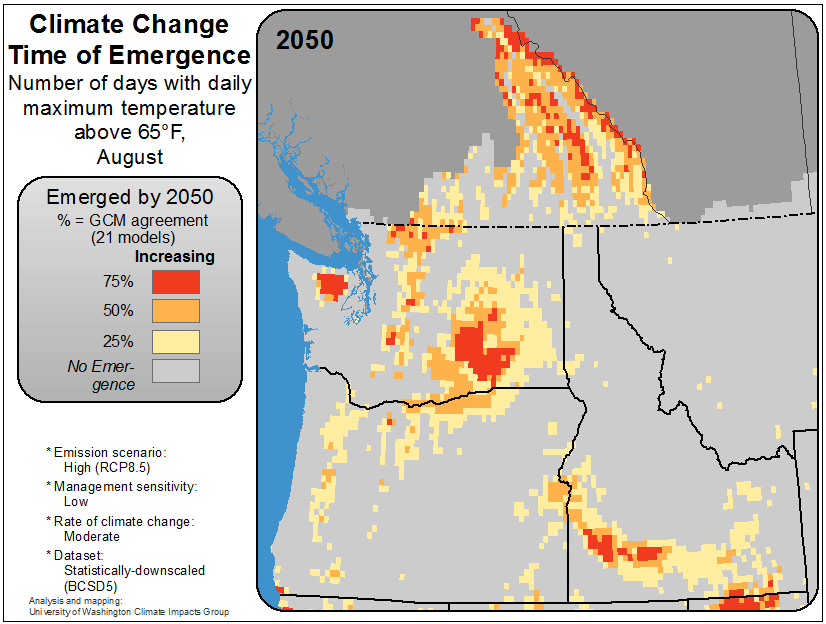 Climate Change
Time of Emergence
Number of days with daily
maximum temperature
above 65°F,
August
2050
Emerged by 2050
% = GCM agreement
(21 models)
Increasing
75%
50%
25%
No Emer-
gence
* Emission scenario:
High (RCP8.5)
* Management sensitivity:
Low
* Rate of climate change:
Moderate
* Dataset:
Statistically-downscaled
(BCSD5)
Analysis and mapping:
University of Washington Climate Impacts Group